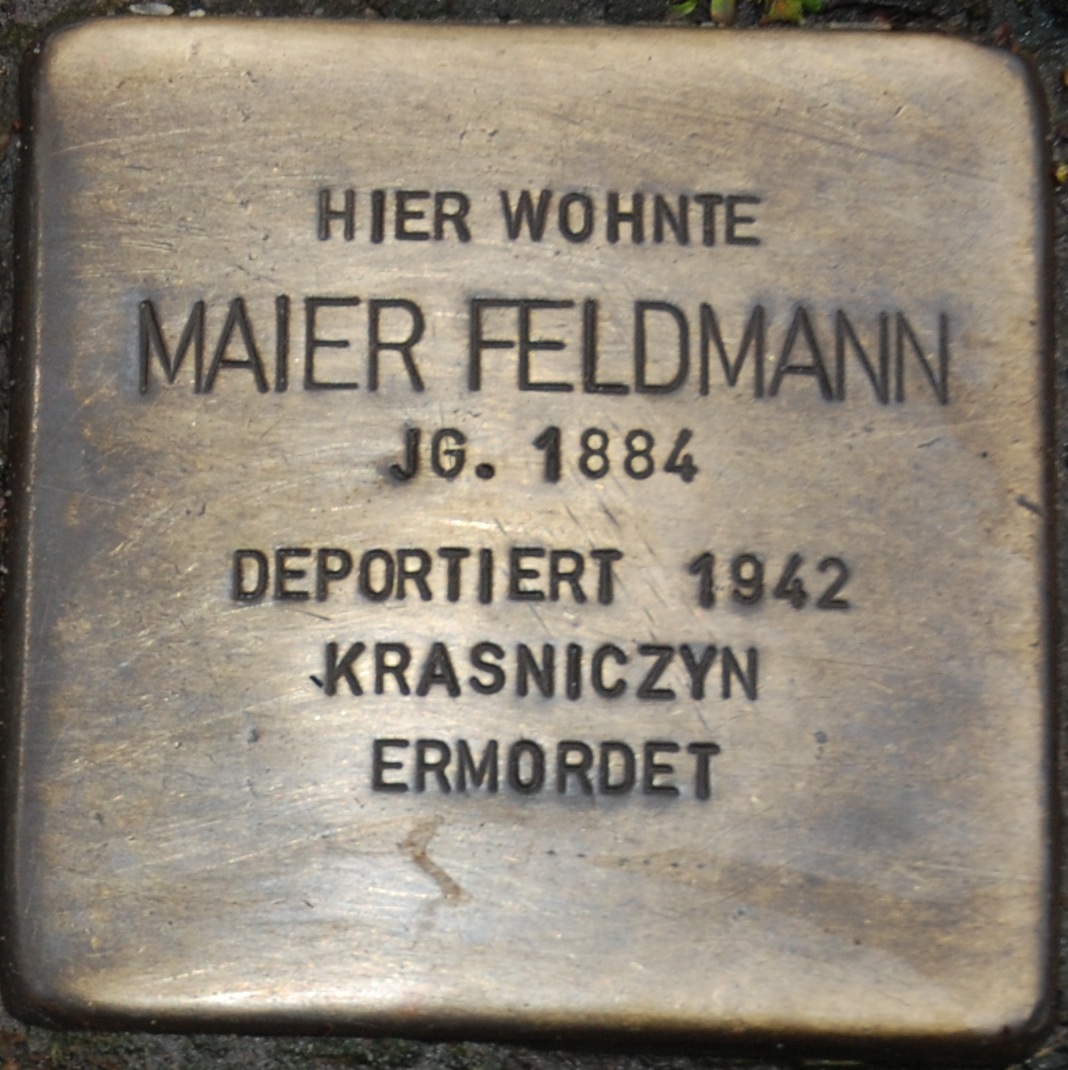 HIER WOHNTE
MAIER FELDMANN
JG. 1884
DEPORTIERT 1942
KRASNICZYN
ERMORDET